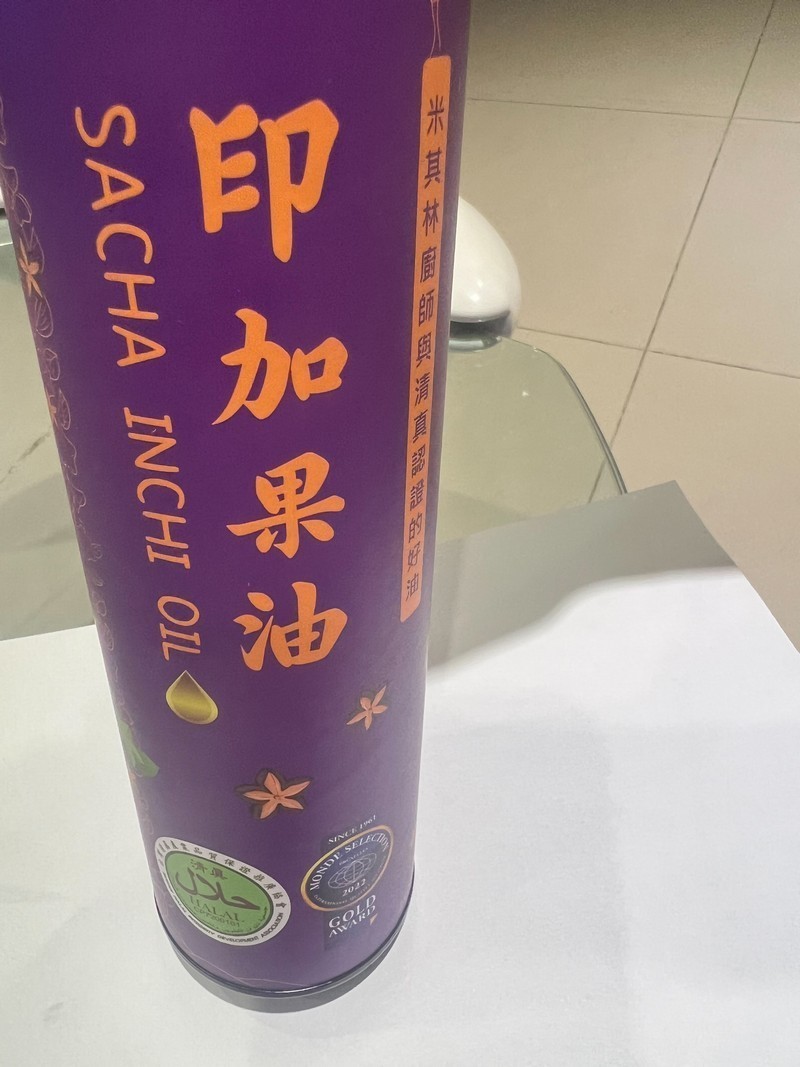 印加果油
SACHA INCHI OIL
米其林廚師與清真認證的好油
清真
حلال
HALAL
SINCE 1961
MONDE SELECTION
2022
GOLD
AWARD